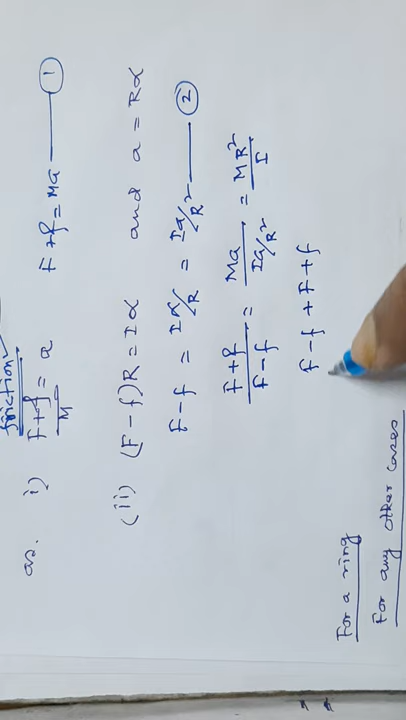 friction
as. i) F+f/M = a F+f = Ma — ①
(ii) (F-f)R = Iα and a = Rα
F-f = Iα/R = Ia/R² — ②
F+f/F-f = Ma/Ia/R² = MR²/I
F-f+F+f
For a ring
For any other cases